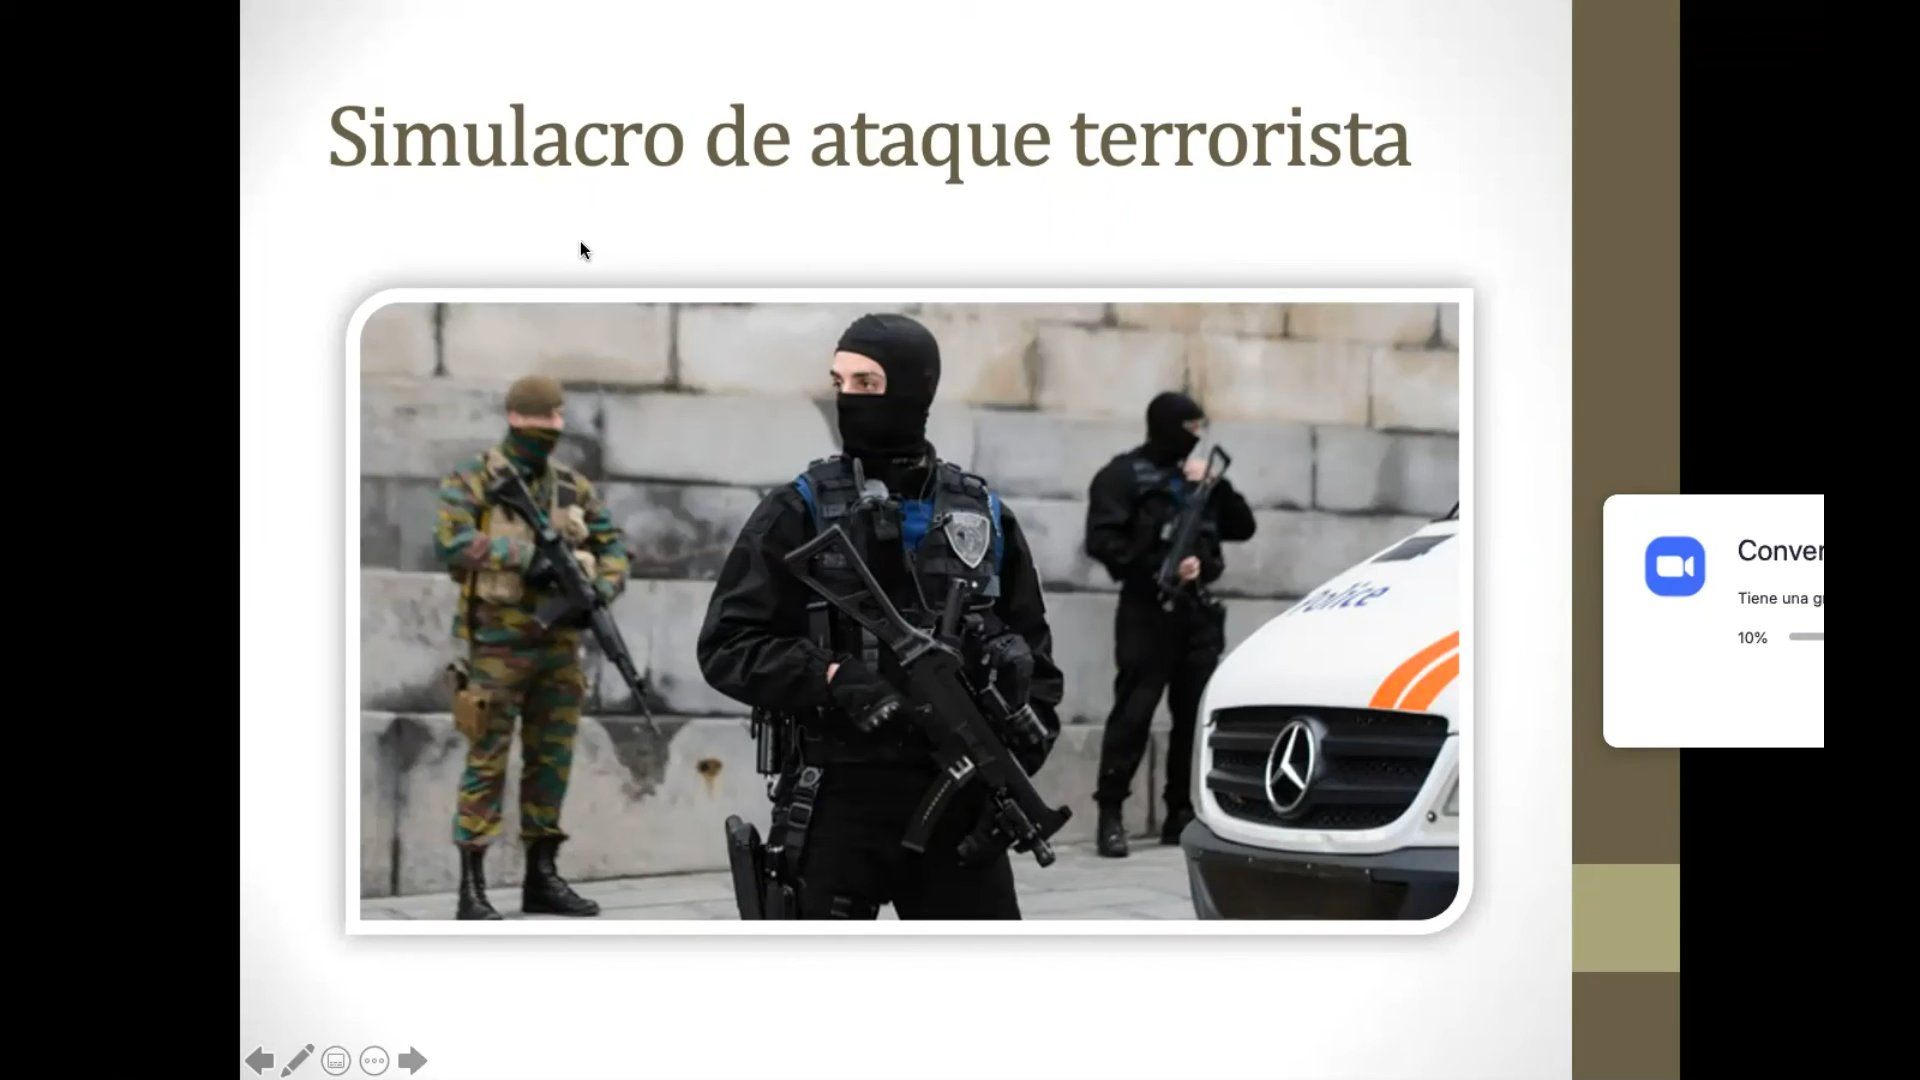 Simulacro de ataque terrorista
Police
Conver
Tiene una g
10%